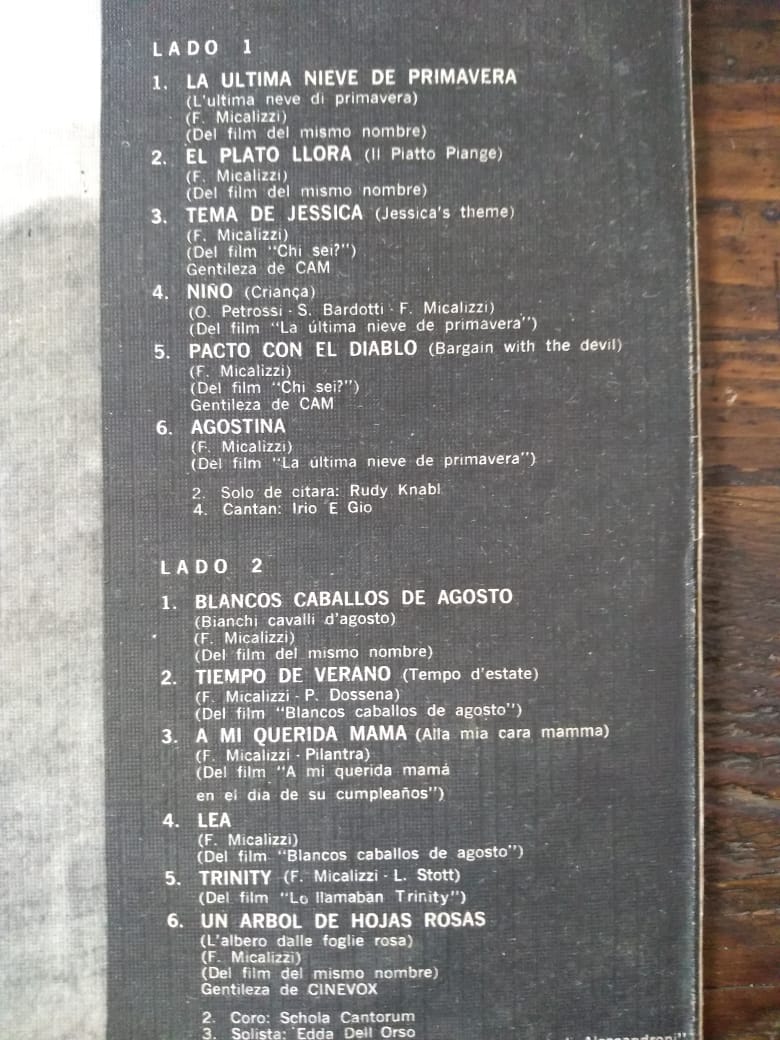 LADO 1
1. LA ULTIMA NIEVE DE PRIMAVERA
(L'ultima neve di primavera)
(F. Micalizzi)
(Del film del mismo nombre)
2. EL PLATO LLORA (Il Piatto Piange)
(F. Micalizzi)
(Del film del mismo nombre)
3. TEMA DE JESSICA (Jessica's theme)
(F. Micalizzi)
(Del film "Chi sei?")
Gentileza de CAM
4. NIÑO (Criança)
(O. Petrossi - S. Bardotti - F. Micalizzi)
(Del film "La última nieve de primavera")
5. PACTO CON EL DIABLO (Bargain with the devil)
(F. Micalizzi)
(Del film "Chi sei?")
Gentileza de CAM
6. AGOSTINA
(F. Micalizzi)
(Del film "La última nieve de primavera")
2. Solo de citara: Rudy Knabl
4. Cantan: Irio E Gio
LADO 2
1. BLANCOS CABALLOS DE AGOSTO
(Bianchi cavalli d'agosto)
(F. Micalizzi)
(Del film del mismo nombre)
2. TIEMPO DE VERANO (Tempo d'estate)
(F. Micalizzi - P. Dossena)
(Del film "Blancos caballos de agosto")
3. A MI QUERIDA MAMA (Alla mia cara mamma)
(F. Micalizzi - Pilantra)
(Del film "A mi querida mamá
en el dia de su cumpleaños")
4. LEA
(F. Micalizzi)
(Del film "Blancos caballos de agosto")
5. TRINITY (F. Micalizzi - L. Stott)
(Del film "Lo llamaban Trinity")
6. UN ARBOL DE HOJAS ROSAS
(L'albero dalle foglie rosa)
(F. Micalizzi)
(Del film del mismo nombre)
Gentileza de CINEVOX
2. Coro: Schola Cantorum
3. Solista: Edda Dell Orso